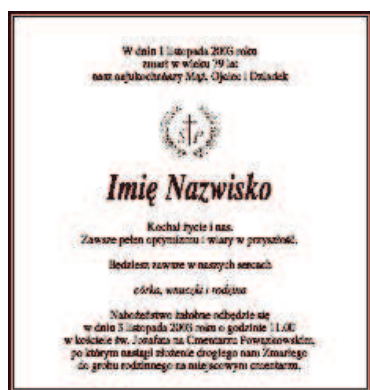 W dniu 1 listopada 2003 roku
zmarł w wieku 79 lat
nasz najukochańszy Mąż, Ojciec i Dziadek
Ś P
Imię Nazwisko
Kochał życie i nas.
Zawsze pełen optymizmu i wiary w przyszłość.
Będziesz zawsze w naszych sercach
córka, wnuczki i rodzina
Nabożeństwo żałobne odbędzie się
w dniu 3 listopada 2003 roku o godzinie 11.00
w kościele św. Jozafata na Cmentarzu Powązkowskim,
po którym nastąpi złożenie drogiego nam Zmarłego
do grobu rodzinnego na miejscowym cmentarzu.